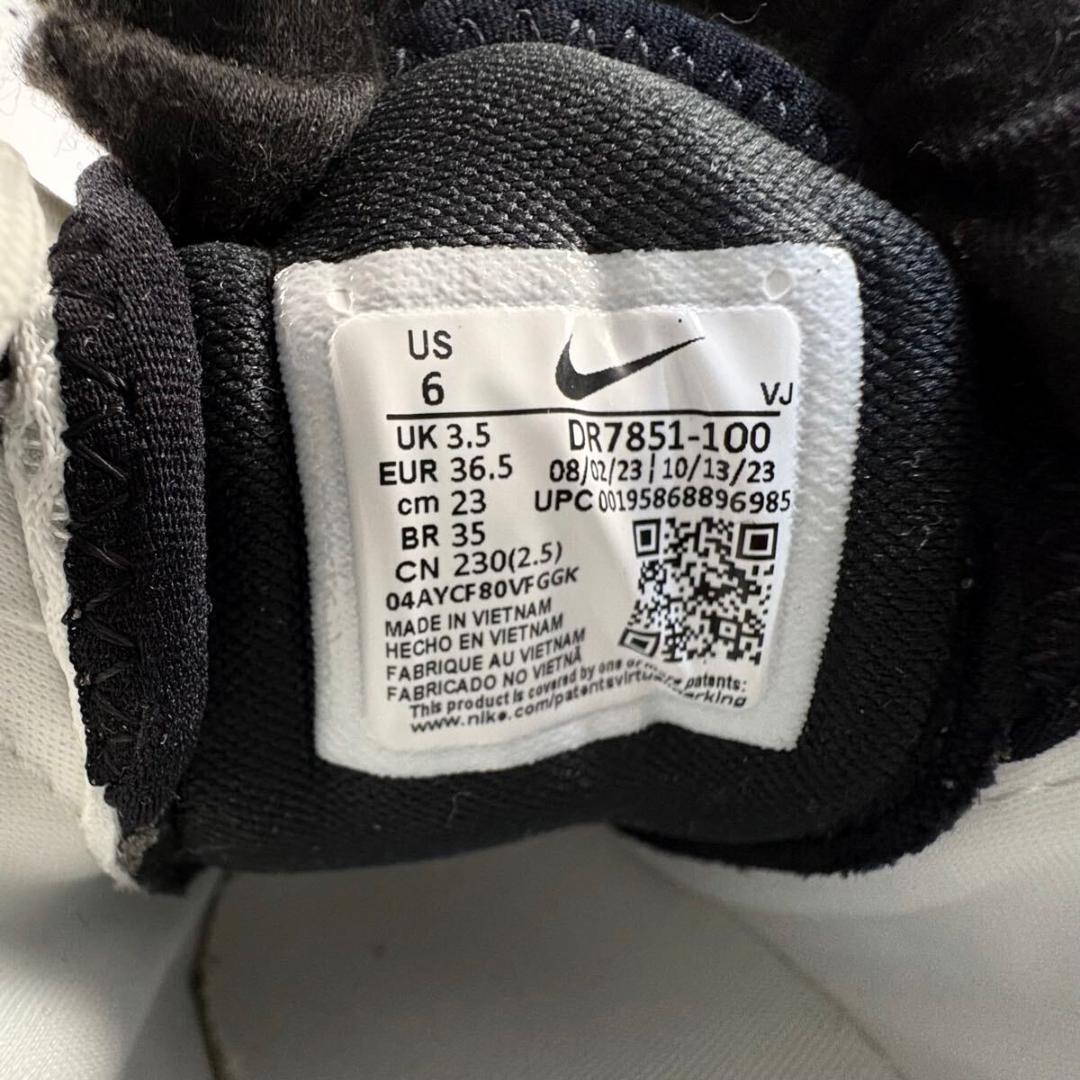 US
6
VJ
UK 3.5
DR7851-100
EUR 36.5
08/02/23 | 10/13/23
cm 23
UPC 00195868896985
BR 35
CN 230(2.5)
04AYCF80VFGGK
MADE IN VIETNAM
HECHO EN VIETNAM
FABRIQUE AU VIETNAM
FABRICADO NO VIETNÃ
This product is covered by one or more patents:
www.nike.com/patentsvirtu